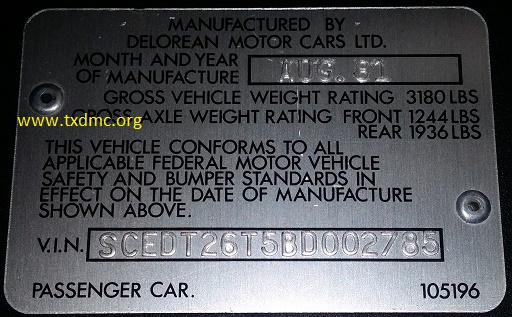 MANUFACTURED BY
DELOREAN MOTOR CARS LTD.
MONTH AND YEAR
OF MANUFACTURE AUG. 81
GROSS VEHICLE WEIGHT RATING 3180 LBS
www.txdmc.org
GROSS AXLE WEIGHT RATING FRONT 1244 LBS
REAR 1936 LBS
THIS VEHICLE CONFORMS TO ALL
APPLICABLE FEDERAL MOTOR VEHICLE
SAFETY AND BUMPER STANDARDS IN
EFFECT ON THE DATE OF MANUFACTURE
SHOWN ABOVE.
V.I.N. SCEDT26T5BD002785
PASSENGER CAR. 105196